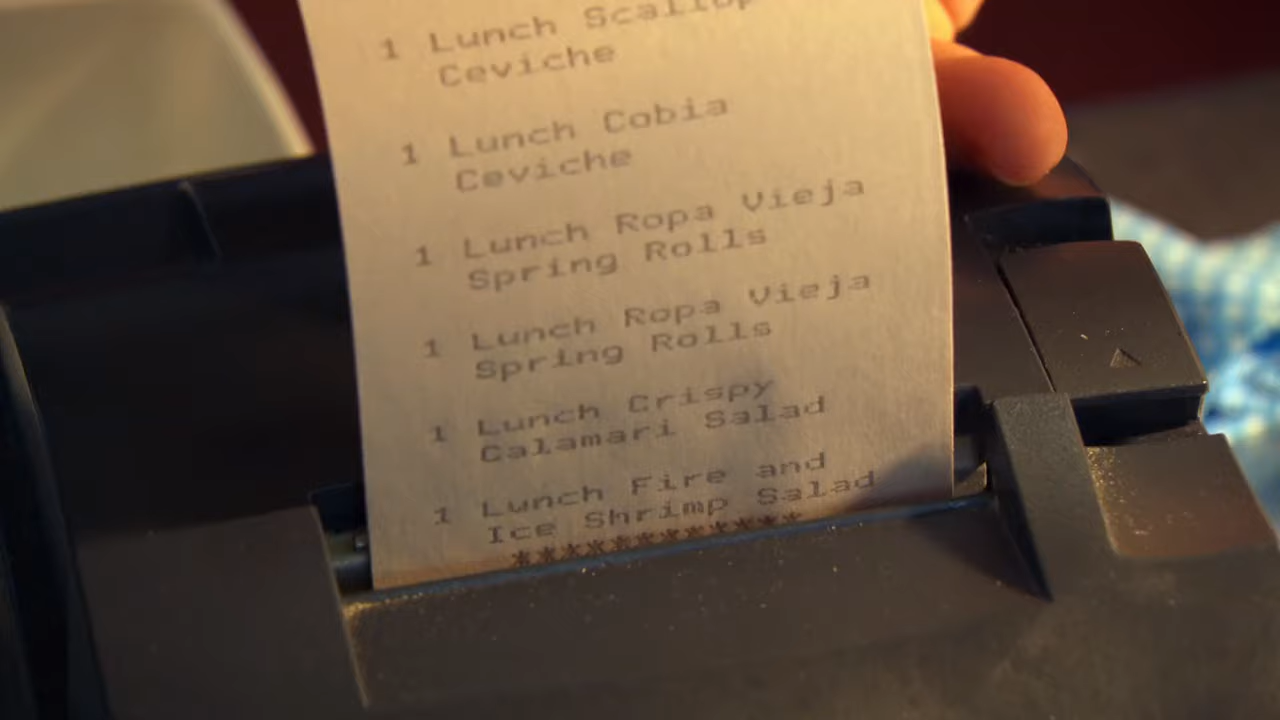 1 Lunch Scallop
Ceviche
1 Lunch Cobia
Ceviche
1 Lunch Ropa Vieja
Spring Rolls
1 Lunch Ropa Vieja
Spring Rolls
1 Lunch Crispy
Calamari Salad
1 Lunch Fire and
Ice Shrimp Salad
************